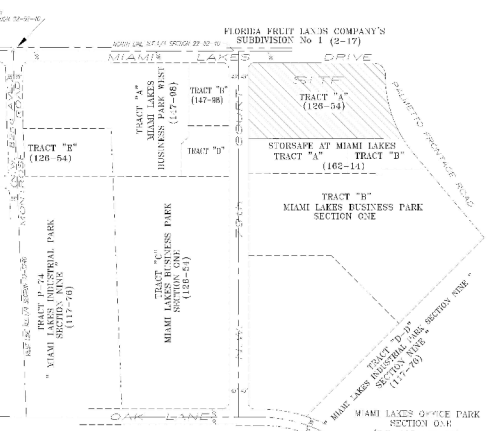 FLORIDA FRUIT LANDS COMPANY'S
SUBDIVISION No 1 (2-17)
MIAMI LAKES DRIVE
SITE
TRACT "A"
(126-54)
TRACT "A"
MIAMI LAKES
BUSINESS PARK WEST
(147-98)
TRACT "B"
(147-98)
TRACT "E"
(126-54)
TRACT "D"
STORSAFE AT MIAMI LAKES
TRACT "A" TRACT "B"
(162-14)
PALMETTO FRONTAGE ROAD
TRACT "B"
MIAMI LAKES BUSINESS PARK
SECTION ONE
COURT
TRACT "C"
MIAMI LAKES BUSINESS PARK
SECTION ONE
(126-54)
TRACT P-74
" MIAMI LAKES INDUSTRIAL PARK
SECTION NINE "
(117-76)
TRACT "D-D"
" MIAMI LAKES INDUSTRIAL PARK SECTION NINE "
SECTION NINE "
(117-76)
OAK LANE
MIAMI LAKES OFFICE PARK
SECTION ONE